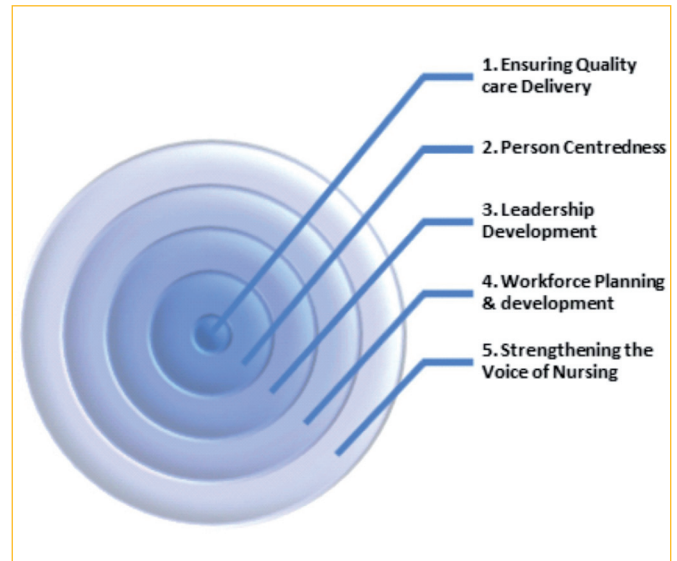 1. Ensuring Quality
care Delivery
2. Person Centredness
3. Leadership
Development
4. Workforce Planning
& development
5. Strengthening the
Voice of Nursing